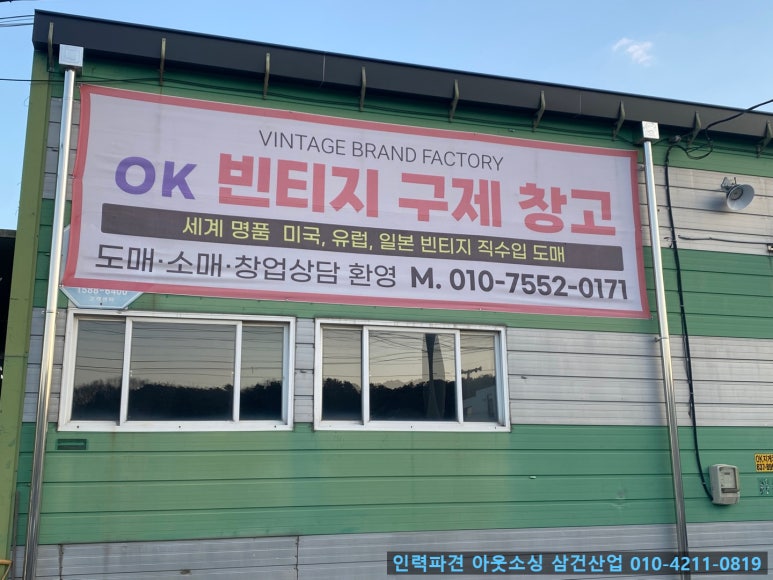 VINTAGE BRAND FACTORY
OK 빈티지 구제 창고
세계 명품 미국, 유럽, 일본 빈티지 직수입 도매
도매·소매·창업상담 환영 M. 010-7552-0171
인력파견 아웃소싱 삼건산업 010-4211-0819